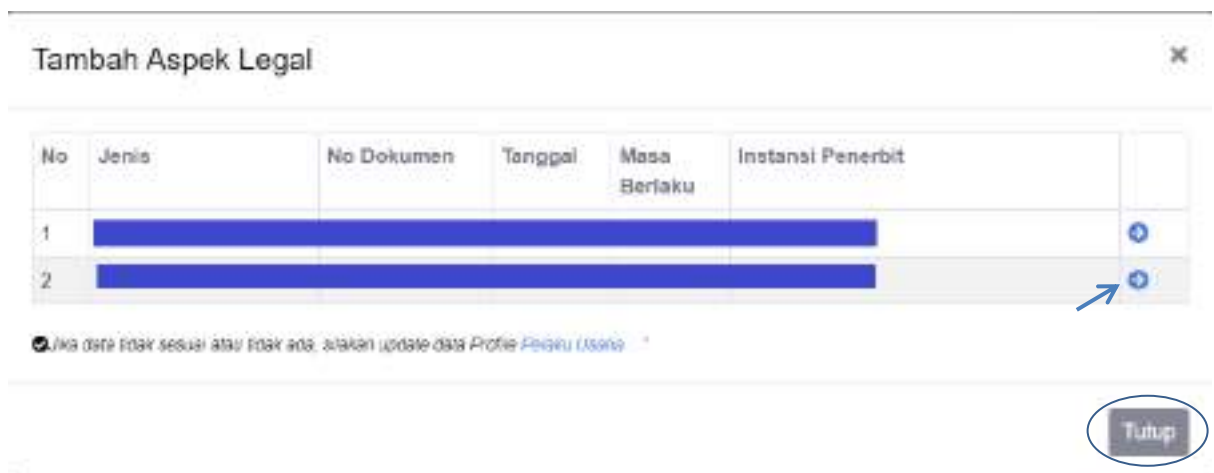 Tambah Aspek Legal
No Jenis No Dokumen Tanggal Masa Berlaku Instansi Penerbit
1
2
Jika data tidak sesuai atau tidak ada, silakan update data Profile Pelaku Usaha
Tutup